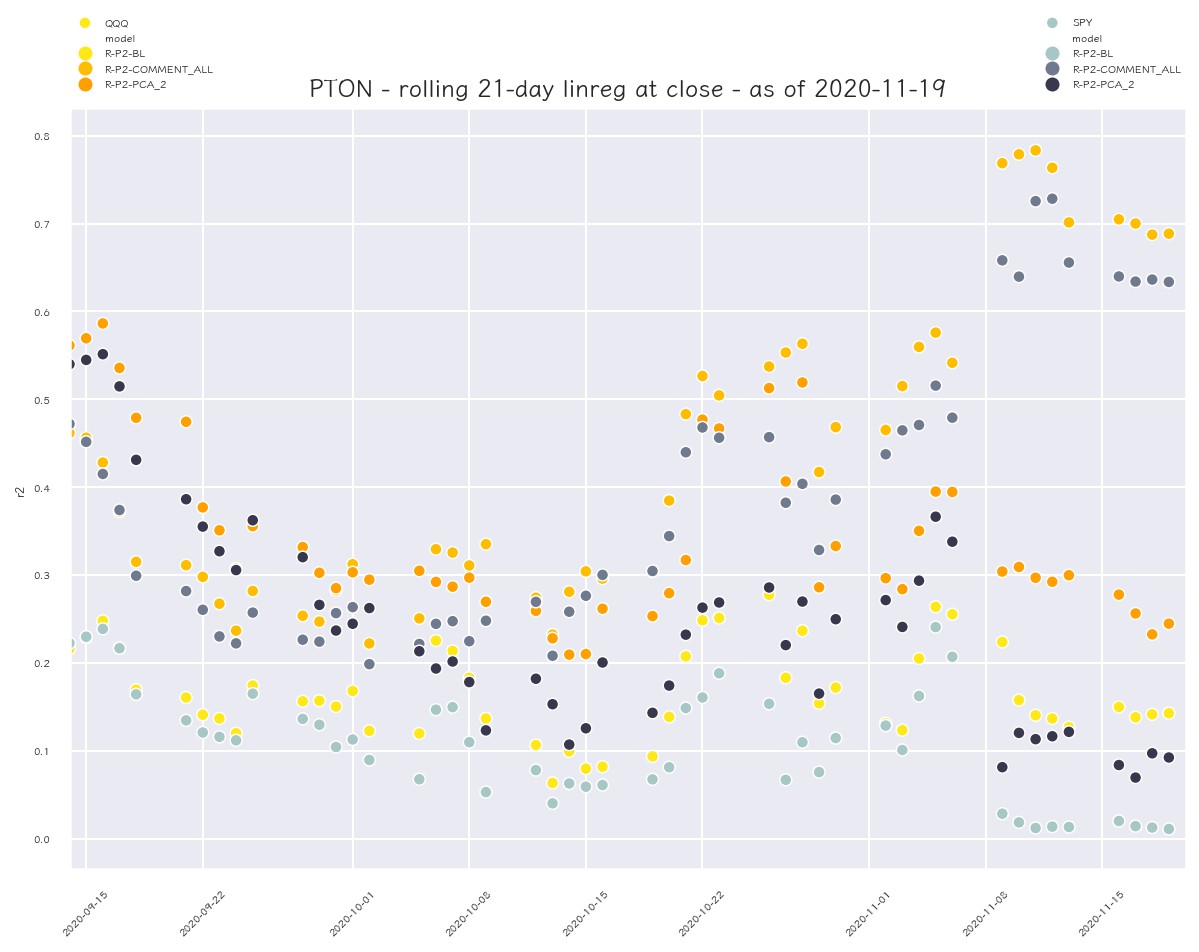 QQQ
model
R-P2-BL
R-P2-COMMENT_ALL
R-P2-PCA_2
SPY
model
R-P2-BL
R-P2-COMMENT_ALL
R-P2-PCA_2
PTON - rolling 21-day linreg at close - as of 2020-11-19
r2
0.8
0.7
0.6
0.5
0.4
0.3
0.2
0.1
0.0
2020-09-15
2020-09-22
2020-10-01
2020-10-08
2020-10-15
2020-10-22
2020-11-01
2020-11-08
2020-11-15